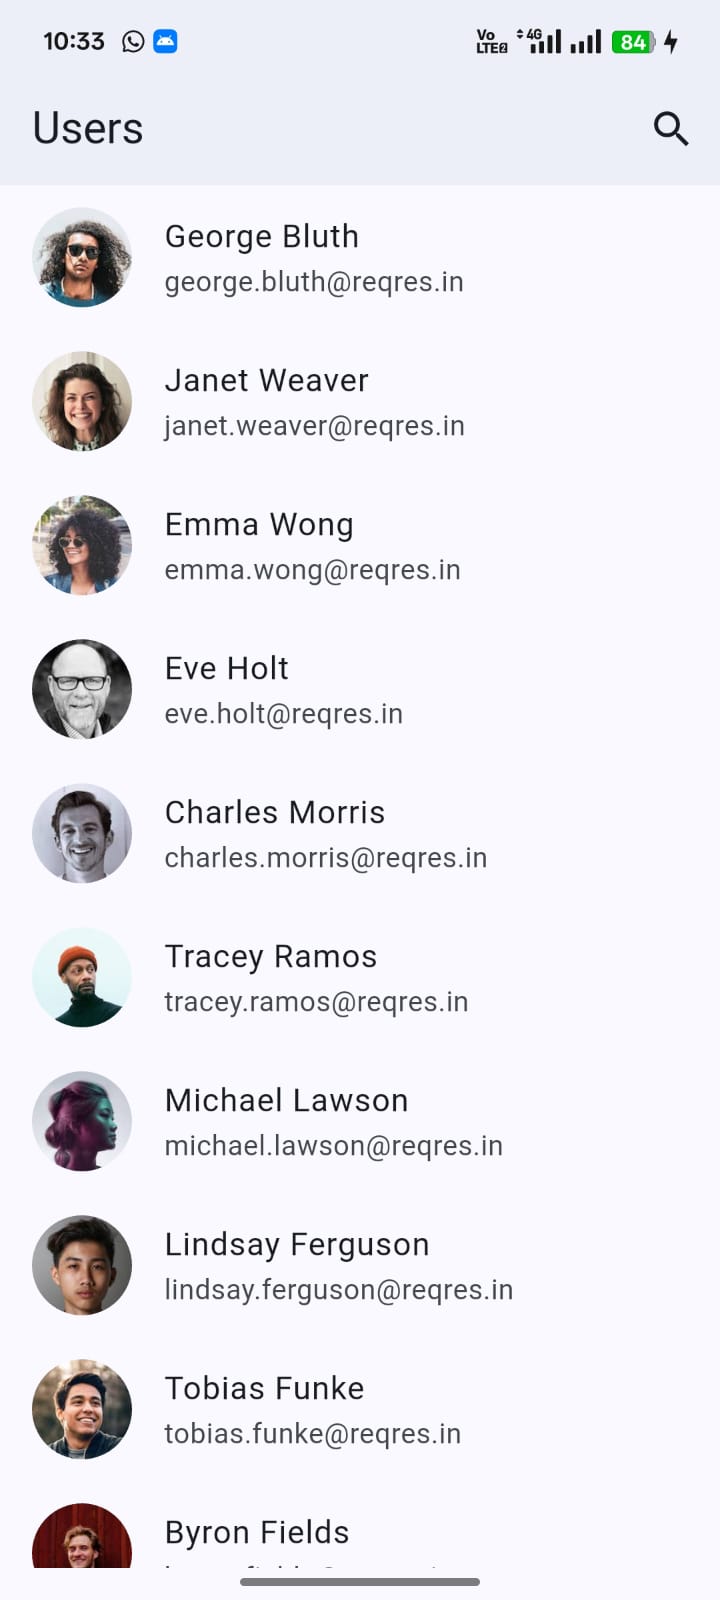 10:33
Vo LTE2 4G 84
Users
George Bluth
george.bluth@reqres.in
Janet Weaver
janet.weaver@reqres.in
Emma Wong
emma.wong@reqres.in
Eve Holt
eve.holt@reqres.in
Charles Morris
charles.morris@reqres.in
Tracey Ramos
tracey.ramos@reqres.in
Michael Lawson
michael.lawson@reqres.in
Lindsay Ferguson
lindsay.ferguson@reqres.in
Tobias Funke
tobias.funke@reqres.in
Byron Fields